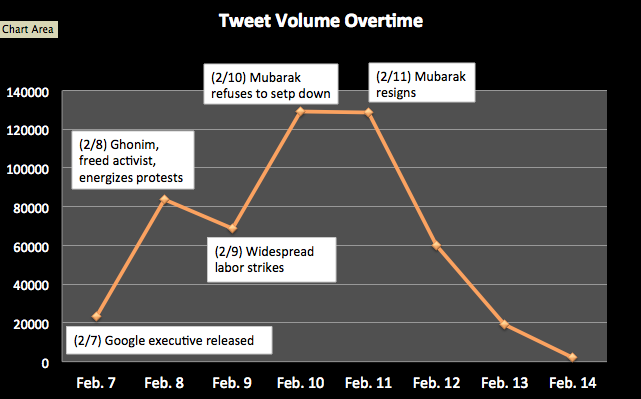 Tweet Volume Overtime
Chart Area
(2/10) Mubarak
refuses to setp down
(2/11) Mubarak
resigns
(2/8) Ghonim,
freed activist,
energizes protests
(2/9) Widespread
labor strikes
(2/7) Google executive released
140000
120000
100000
80000
60000
40000
20000
0
Feb. 7 Feb. 8 Feb. 9 Feb. 10 Feb. 11 Feb. 12 Feb. 13 Feb. 14